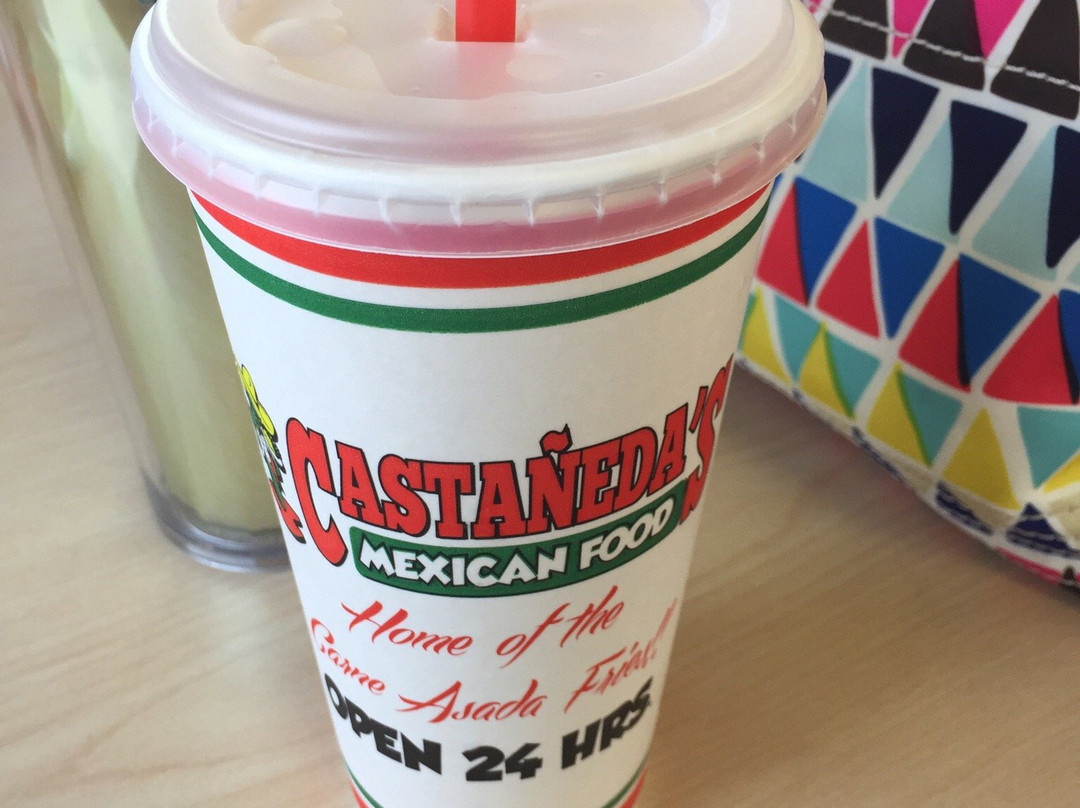 CASTAÑEDA'S
MEXICAN FOOD
Home of the
Carne Asada Fries!
OPEN 24 HRS.